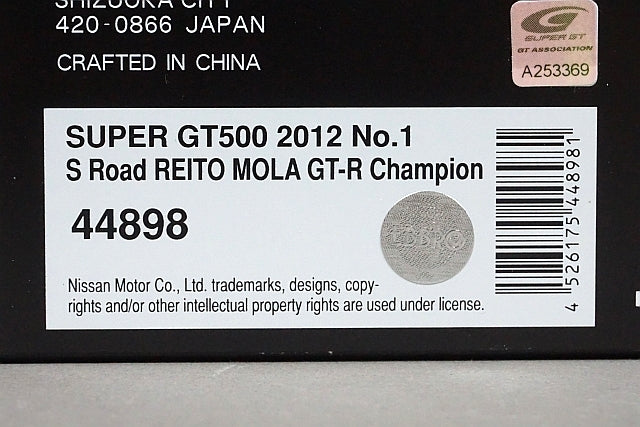 SHIZUOKA CITY
420-0866 JAPAN
CRAFTED IN CHINA
SUPER GT
GT ASSOCIATION
A253369
SUPER GT500 2012 No.1
S Road REITO MOLA GT-R Champion
44898
EBBRO
Nissan Motor Co., Ltd. trademarks, designs, copy-
rights and/or other intellectual property rights are used under license.
4 526175 448981